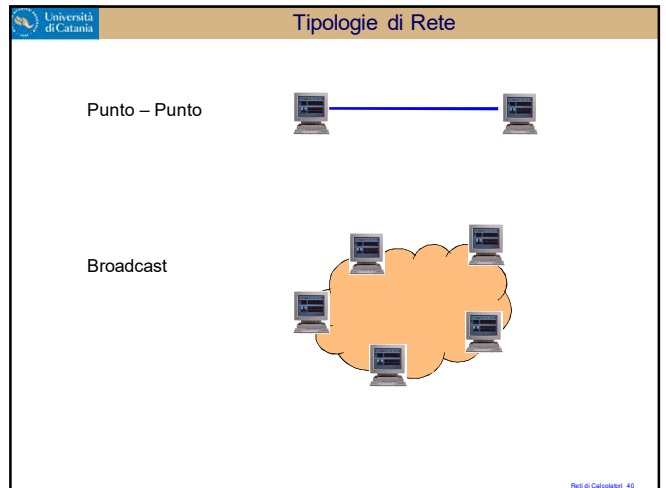 Università
di Catania
Tipologie di Rete
Punto – Punto
Broadcast
Reti di Calcolatori 40